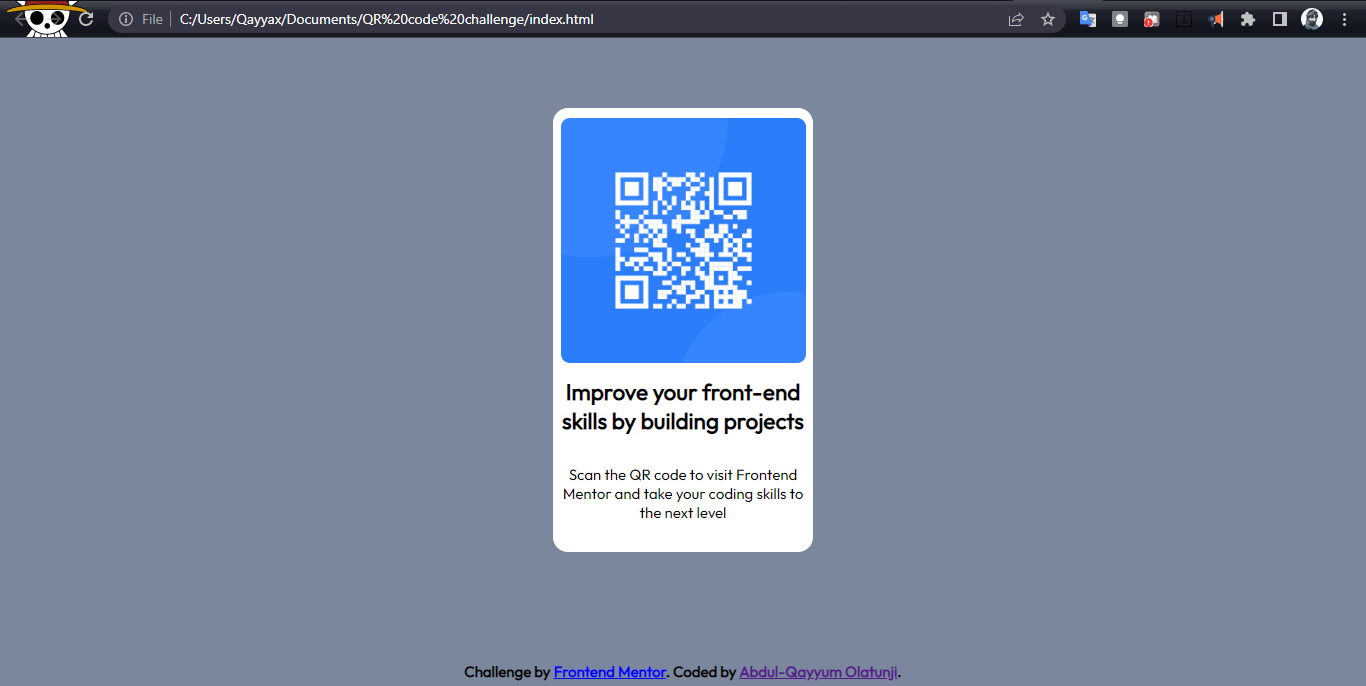 File
C:/Users/Qayyax/Documents/QR%20code%20challenge/index.html
Improve your front-end
skills by building projects
Scan the QR code to visit Frontend
Mentor and take your coding skills to
the next level
Challenge by Frontend Mentor. Coded by Abdul-Qayyum Olatunji.